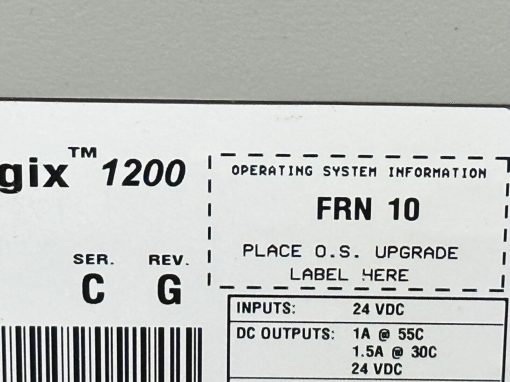 gix™ 1200
OPERATING SYSTEM INFORMATION
FRN 10
PLACE O.S. UPGRADE
LABEL HERE
SER. REV.
C G
INPUTS: 24 VDC
DC OUTPUTS: 1A @ 55C
1.5A @ 30C
24 VDC